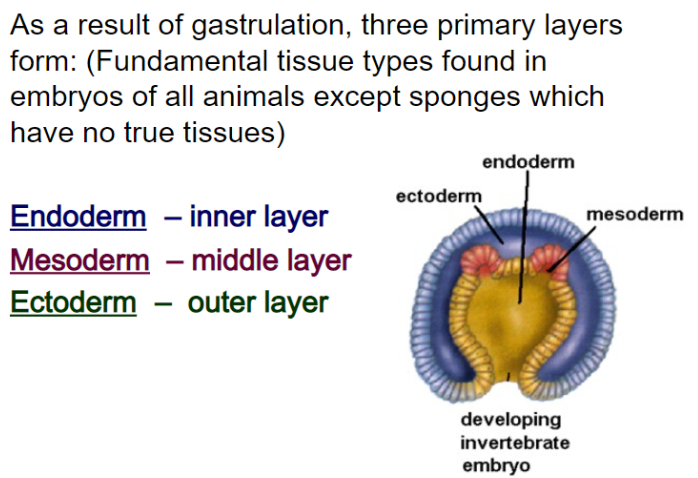 As a result of gastrulation, three primary layers
form: (Fundamental tissue types found in
embryos of all animals except sponges which
have no true tissues)
Endoderm – inner layer
Mesoderm – middle layer
Ectoderm – outer layer
endoderm
ectoderm
mesoderm
developing
invertebrate
embryo